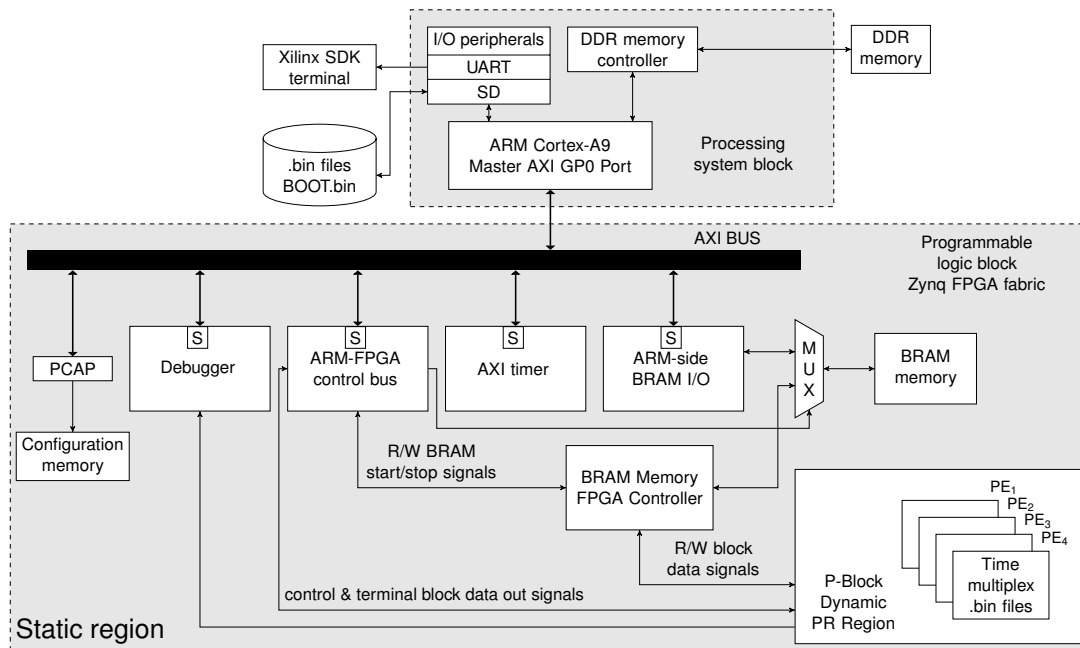 I/O peripherals
UART
SD
DDR memory
controller
DDR
memory
Xilinx SDK
terminal
.bin files
BOOT.bin
ARM Cortex-A9
Master AXI GP0 Port
Processing
system block
AXI BUS
Programmable
logic block
Zynq FPGA fabric
PCAP
Configuration
memory
S
Debugger
S
ARM-FPGA
control bus
S
AXI timer
S
ARM-side
BRAM I/O
M
U
X
BRAM
memory
R/W BRAM
start/stop signals
BRAM Memory
FPGA Controller
R/W block
data signals
control & terminal block data out signals
PE1
PE2
PE3
PE4
Time
multiplex
.bin files
P-Block
Dynamic
PR Region
Static region